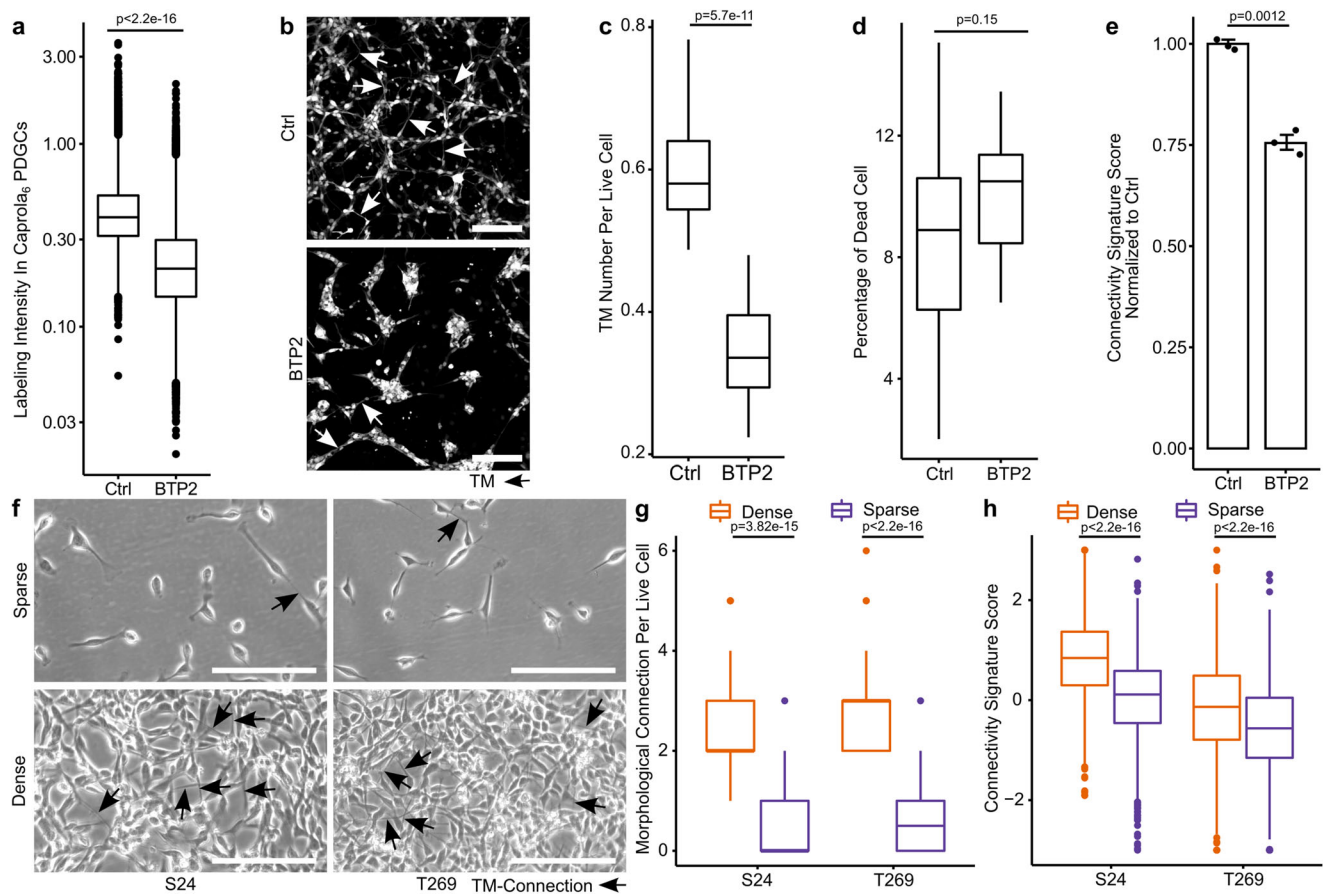 a
p<2.2e-16
Labeling Intensity In Caprola6 PDGCs
3.00
1.00
0.30
0.10
0.03
Ctrl
BTP2
b
Ctrl
BTP2
TM
c
p=5.7e-11
TM Number Per Live Cell
0.8
0.6
0.4
0.2
Ctrl
BTP2
d
p=0.15
Percentage of Dead Cell
12
8
4
Ctrl
BTP2
e
p=0.0012
Connectivity Signature Score
Normalized to Ctrl
1.00
0.75
0.50
0.25
0.00
Ctrl
BTP2
f
Sparse
Dense
S24
T269
TM-Connection
g
Dense
Sparse
p=3.82e-15
p<2.2e-16
Morphological Connection Per Live Cell
6
4
2
0
S24
T269
h
Dense
Sparse
p<2.2e-16
p<2.2e-16
Connectivity Signature Score
2
0
−2
S24
T269